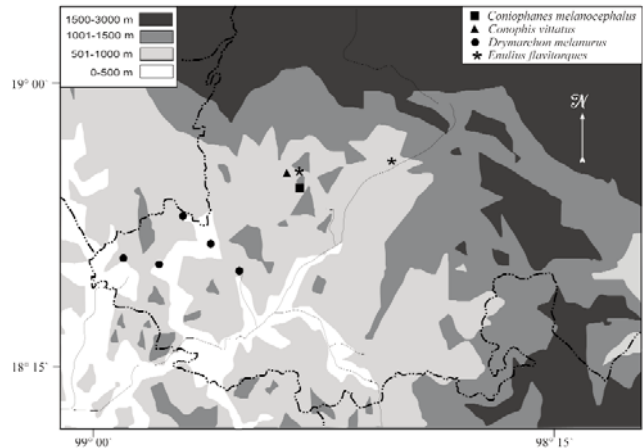 1500-3000 m
1001-1500 m
501-1000 m
0-500 m
Coniophanes melanocephalus
Conophis vittatus
Drymarchon melanurus
Enulius flavitorques
19° 00´
N
18° 15´
99° 00´
98° 15´